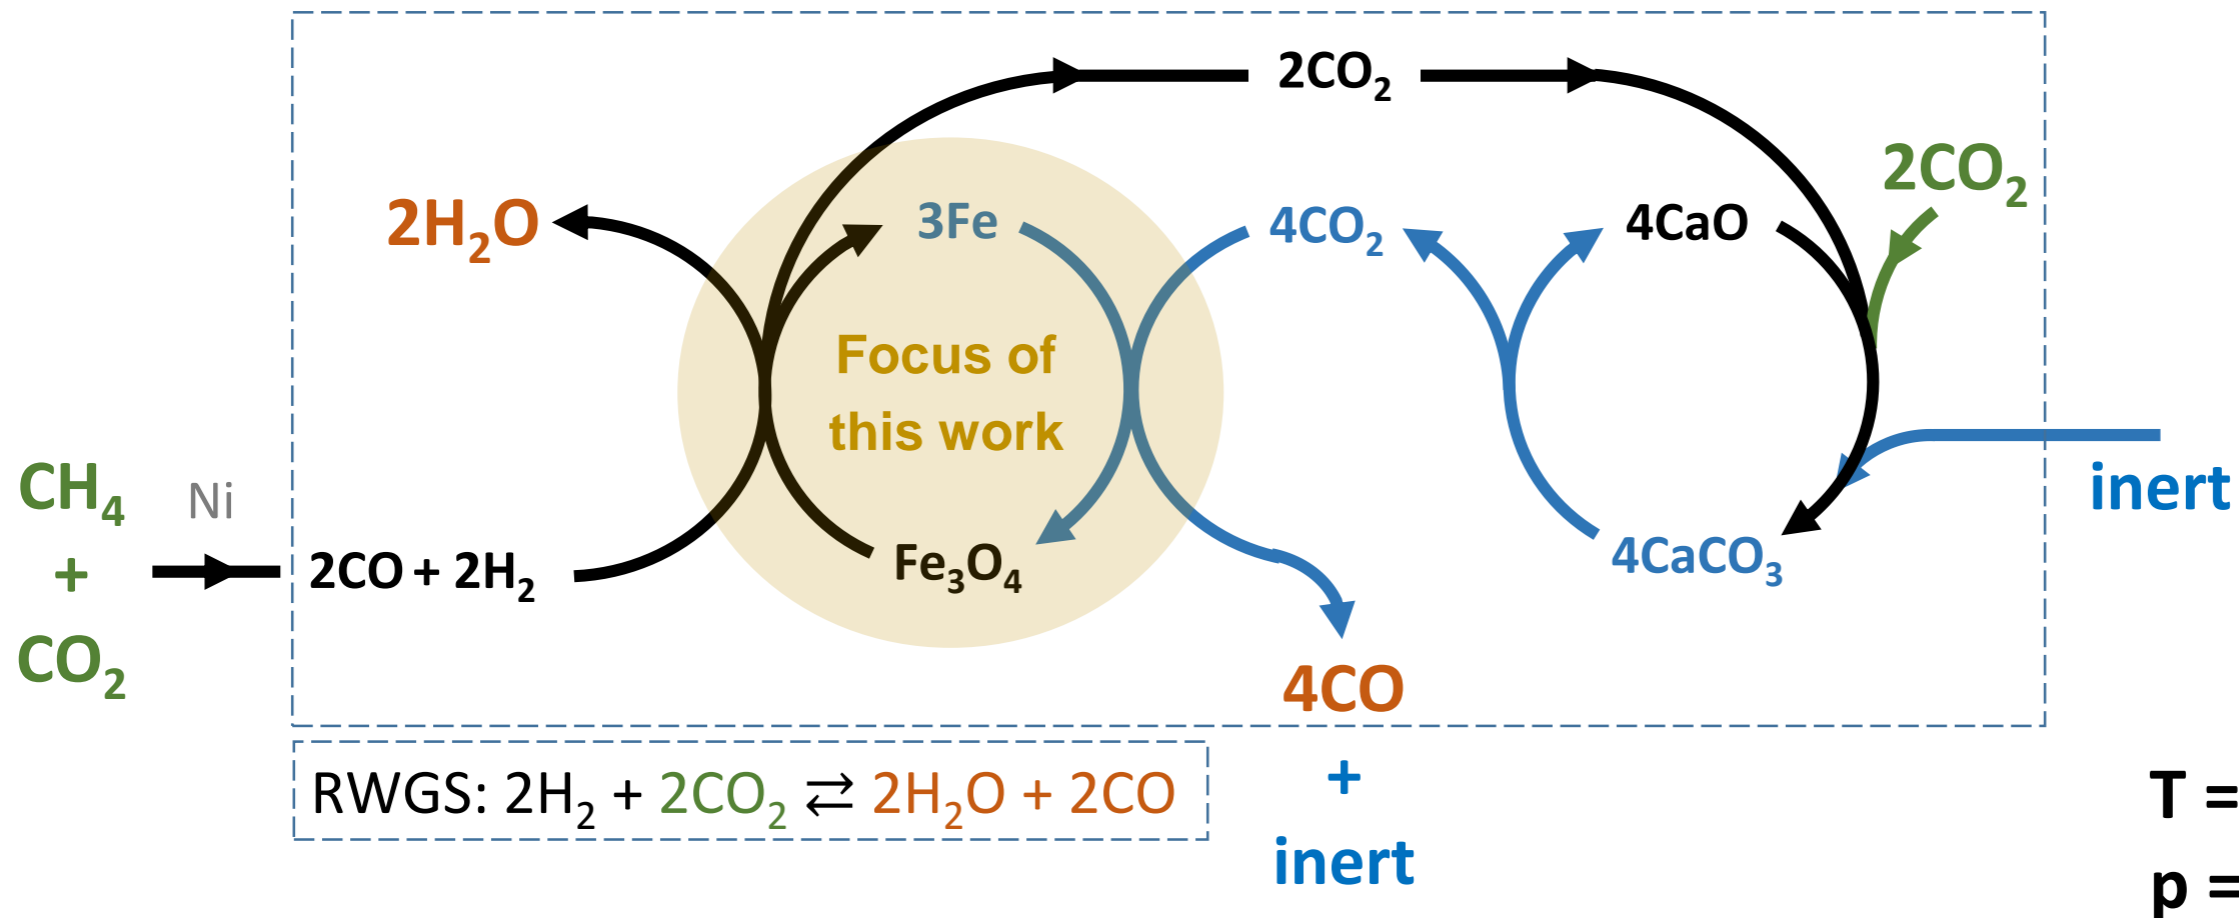 2CO₂
2CO₂
2H₂O
3Fe
4CO₂
4CaO
Focus of
this work
CH₄
+
CO₂
Ni
2CO + 2H₂
Fe₃O₄
4CaCO₃
inert
4CO
+
inert
RWGS: 2H₂ + 2CO₂ ⇄ 2H₂O + 2CO
T =
p =